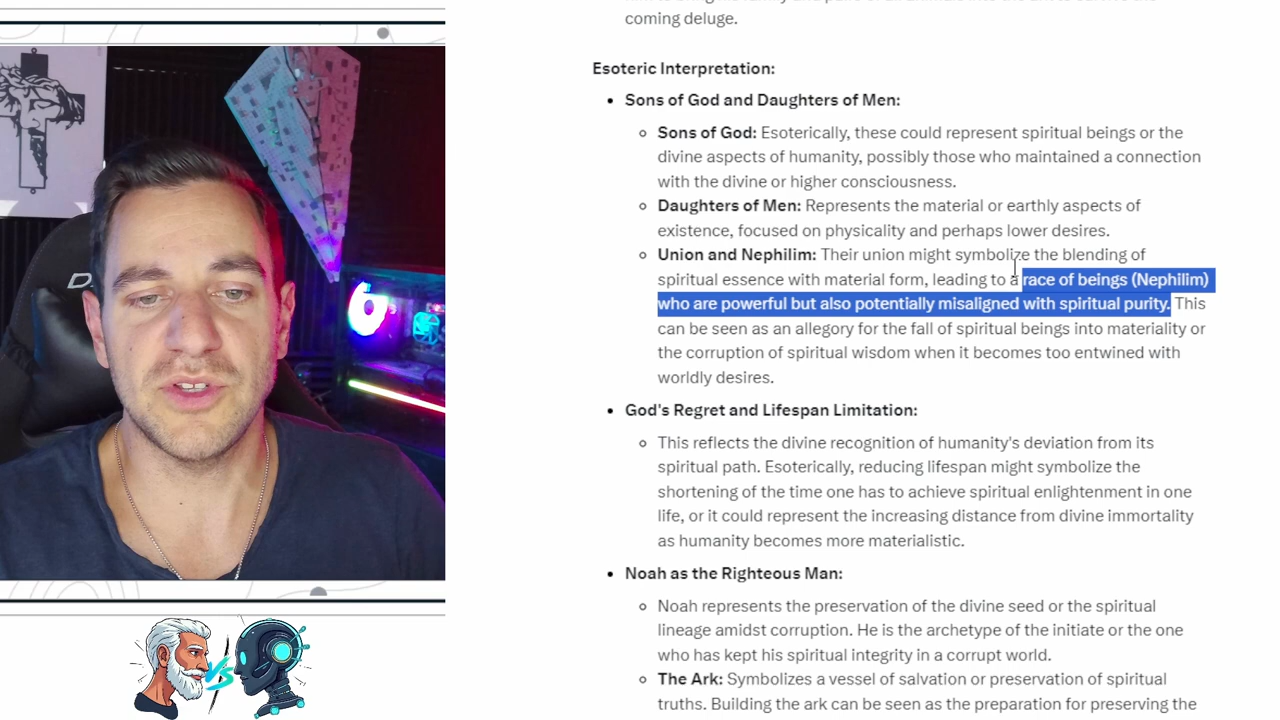 coming deluge.
Esoteric Interpretation:
• Sons of God and Daughters of Men:
Sons of God: Esoterically, these could represent spiritual beings or the
divine aspects of humanity, possibly those who maintained a connection
with the divine or higher consciousness.
Daughters of Men: Represents the material or earthly aspects of
existence, focused on physicality and perhaps lower desires.
Union and Nephilim: Their union might symbolize the blending of
spiritual essence with material form, leading to a race of beings (Nephilim)
who are powerful but also potentially misaligned with spiritual purity. This
can be seen as an allegory for the fall of spiritual beings into materiality or
the corruption of spiritual wisdom when it becomes too entwined with
worldly desires.
• God's Regret and Lifespan Limitation:
This reflects the divine recognition of humanity's deviation from its
spiritual path. Esoterically, reducing lifespan might symbolize the
shortening of the time one has to achieve spiritual enlightenment in one
life, or it could represent the increasing distance from divine immortality
as humanity becomes more materialistic.
• Noah as the Righteous Man:
Noah represents the preservation of the divine seed or the spiritual
lineage amidst corruption. He is the archetype of the initiate or the one
who has kept his spiritual integrity in a corrupt world.
The Ark: Symbolizes a vessel of salvation or preservation of spiritual
truths. Building the ark can be seen as the preparation for preserving the
VS